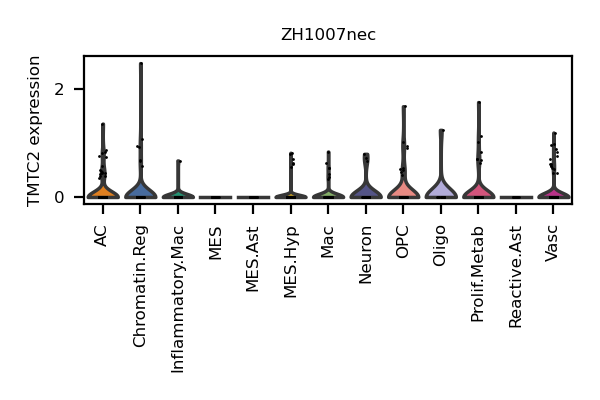 ZH1007nec
TMTC2 expression
2
0
AC
Chromatin.Reg
Inflammatory.Mac
MES
MES.Ast
MES.Hyp
Mac
Neuron
OPC
Oligo
Prolif.Metab
Reactive.Ast
Vasc